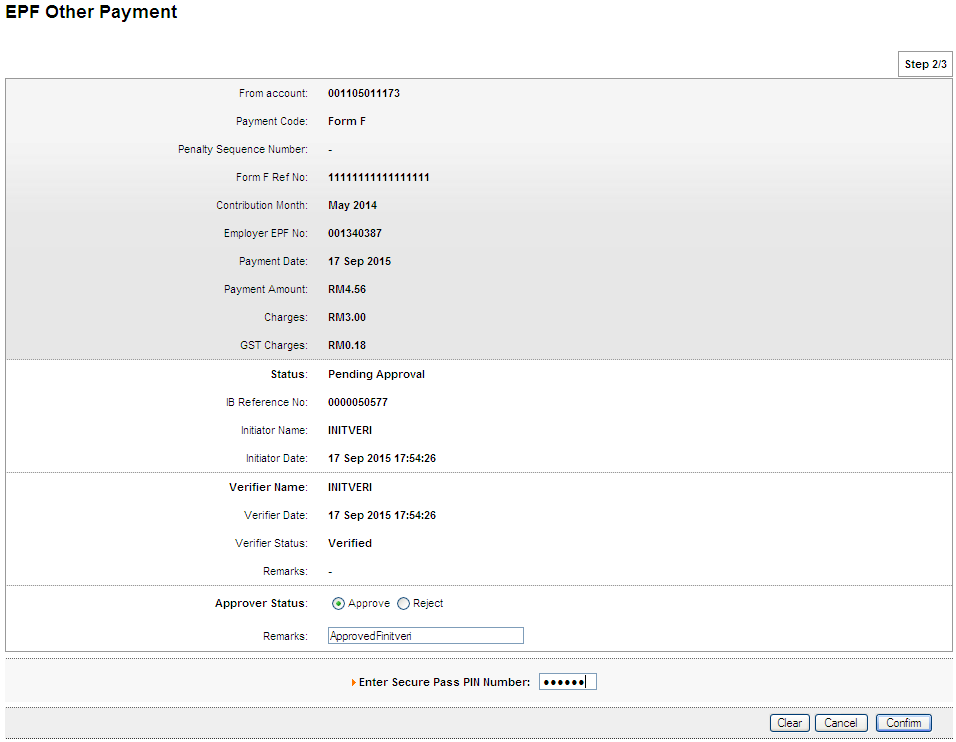 EPF Other Payment
Step 2/3
From account: 001105011173
Payment Code: Form F
Penalty Sequence Number: -
Form F Ref No: 11111111111111111
Contribution Month: May 2014
Employer EPF No: 001340387
Payment Date: 17 Sep 2015
Payment Amount: RM4.56
Charges: RM3.00
GST Charges: RM0.18
Status: Pending Approval
IB Reference No: 0000050577
Initiator Name: INITVERI
Initiator Date: 17 Sep 2015 17:54:26
Verifier Name: INITVERI
Verifier Date: 17 Sep 2015 17:54:26
Verifier Status: Verified
Remarks: -
Approver Status: Approve Reject
Remarks: ApprovedFinitveri
Enter Secure Pass PIN Number: ••••••
Clear Cancel Confirm